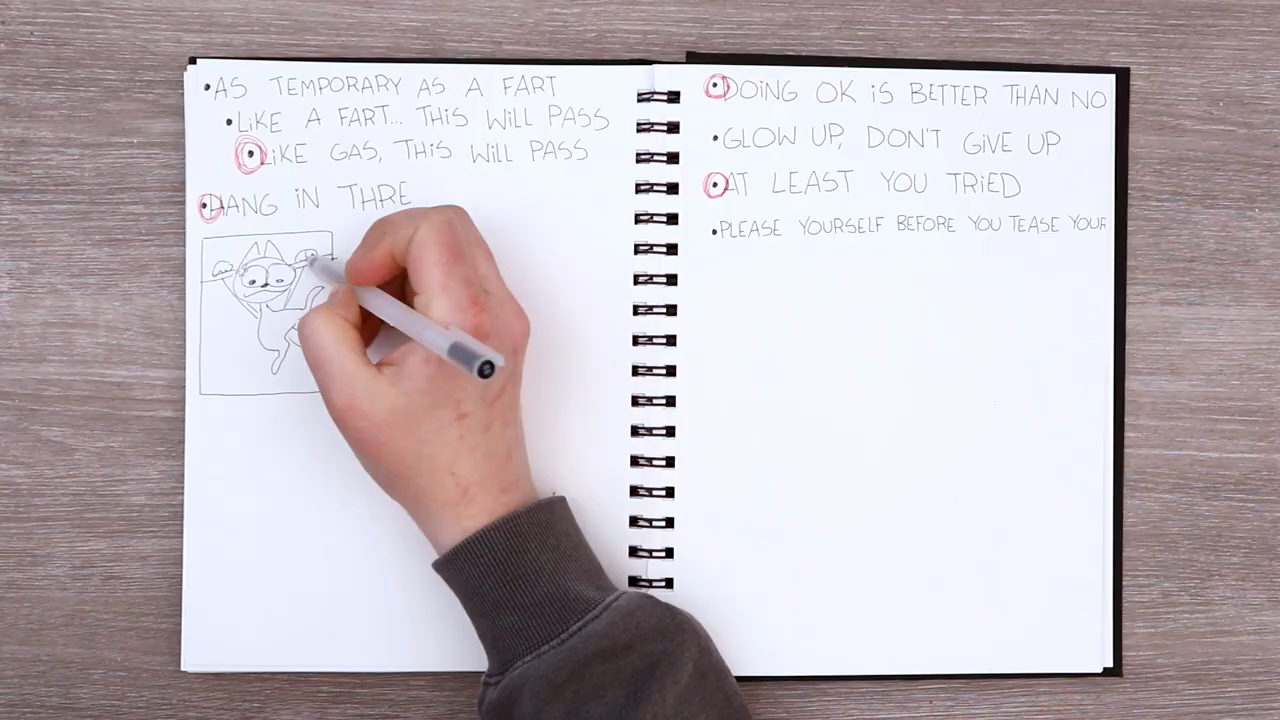 AS TEMPORARY AS A FART
LIKE A FART... THIS WILL PASS
LIKE GAS, THIS WILL PASS
HANG IN THRE
DOING OK IS BETTER THAN NO
GLOW UP, DON'T GIVE UP
AT LEAST YOU TRIED
PLEASE YOURSELF BEFORE YOU TEASE YOUR